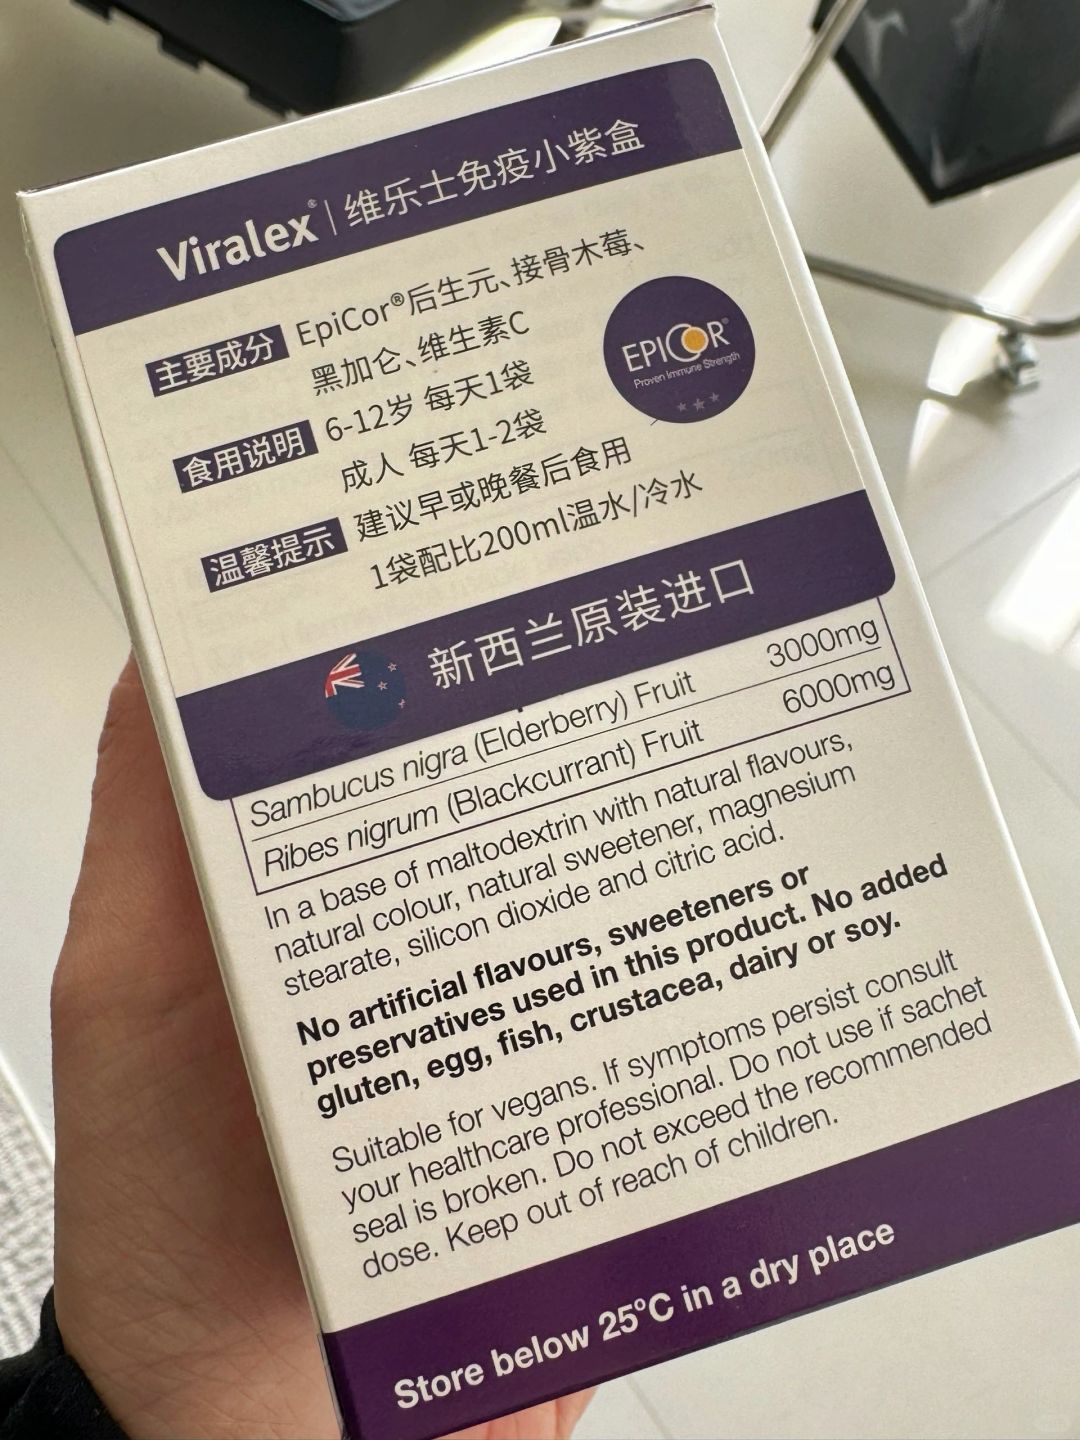 Viralex® | 维乐士免疫小紫盒
主要成分 EpiCor®后生元、接骨木莓、
黑加仑、维生素C
食用说明 6-12岁 每天1袋
成人 每天1-2袋
温馨提示 建议早或晚餐后食用
1袋配比200ml温水/冷水
EPICOR®
Proven Immune Strength
新西兰原装进口
Sambucus nigra (Elderberry) Fruit 3000mg
Ribes nigrum (Blackcurrant) Fruit 6000mg
In a base of maltodextrin with natural flavours,
natural colour, natural sweetener, magnesium
stearate, silicon dioxide and citric acid.
No artificial flavours, sweeteners or
preservatives used in this product. No added
gluten, egg, fish, crustacea, dairy or soy.
Suitable for vegans. If symptoms persist consult
your healthcare professional. Do not use if sachet
seal is broken. Do not exceed the recommended
dose. Keep out of reach of children.
Store below 25°C in a dry place